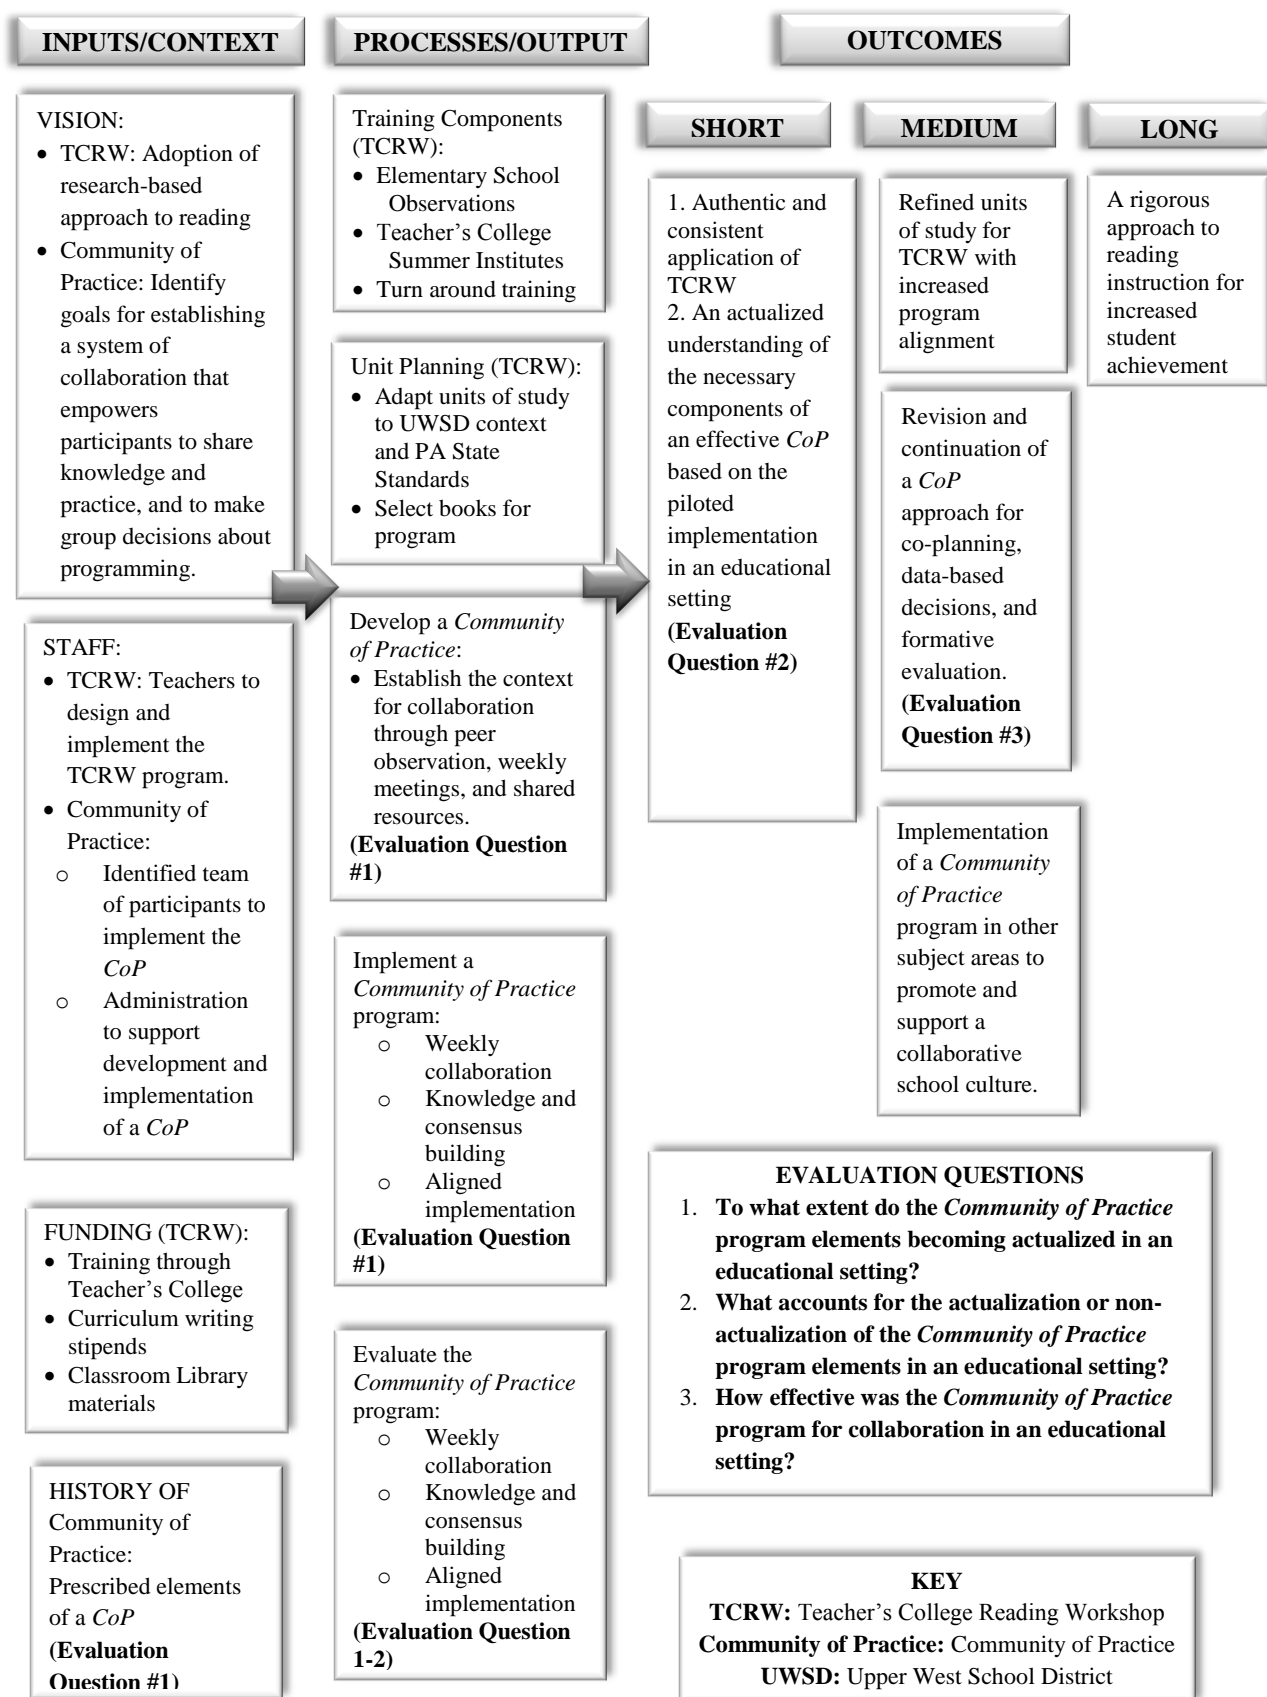 INPUTS/CONTEXT
VISION:
• TCRW: Adoption of
research-based
approach to reading
• Community of
Practice: Identify
goals for establishing
a system of
collaboration that
empowers
participants to share
knowledge and
practice, and to make
group decisions about
programming.
STAFF:
• TCRW: Teachers to
design and
implement the
TCRW program.
• Community of
Practice:
o Identified team
of participants to
implement the
CoP
o Administration
to support
development and
implementation
of a CoP
FUNDING (TCRW):
• Training through
Teacher’s College
• Curriculum writing
stipends
• Classroom Library
materials
HISTORY OF
Community of
Practice:
Prescribed elements
of a CoP
(Evaluation
Question #1)
PROCESSES/OUTPUT
Training Components
(TCRW):
• Elementary School
Observations
• Teacher’s College
Summer Institutes
• Turn around training
Unit Planning (TCRW):
• Adapt units of study
to UWSD context
and PA State
Standards
• Select books for
program
Develop a Community
of Practice:
• Establish the context
for collaboration
through peer
observation, weekly
meetings, and shared
resources.
(Evaluation Question
#1)
Implement a
Community of Practice
program:
o Weekly
collaboration
o Knowledge and
consensus
building
o Aligned
implementation
(Evaluation Question
#1)
Evaluate the
Community of Practice
program:
o Weekly
collaboration
o Knowledge and
consensus
building
o Aligned
implementation
(Evaluation Question
1-2)
OUTCOMES
SHORT
1. Authentic and
consistent
application of
TCRW
2. An actualized
understanding of
the necessary
components of
an effective CoP
based on the
piloted
implementation
in an educational
setting
(Evaluation
Question #2)
MEDIUM
Refined units
of study for
TCRW with
increased
program
alignment
Revision and
continuation of
a CoP
approach for
co-planning,
data-based
decisions, and
formative
evaluation.
(Evaluation
Question #3)
Implementation
of a Community
of Practice
program in other
subject areas to
promote and
support a
collaborative
school culture.
LONG
A rigorous
approach to
reading
instruction for
increased
student
achievement
EVALUATION QUESTIONS
1. To what extent do the Community of Practice
program elements becoming actualized in an
educational setting?
2. What accounts for the actualization or non-
actualization of the Community of Practice
program elements in an educational setting?
3. How effective was the Community of Practice
program for collaboration in an educational
setting?
KEY
TCRW: Teacher’s College Reading Workshop
Community of Practice: Community of Practice
UWSD: Upper West School District